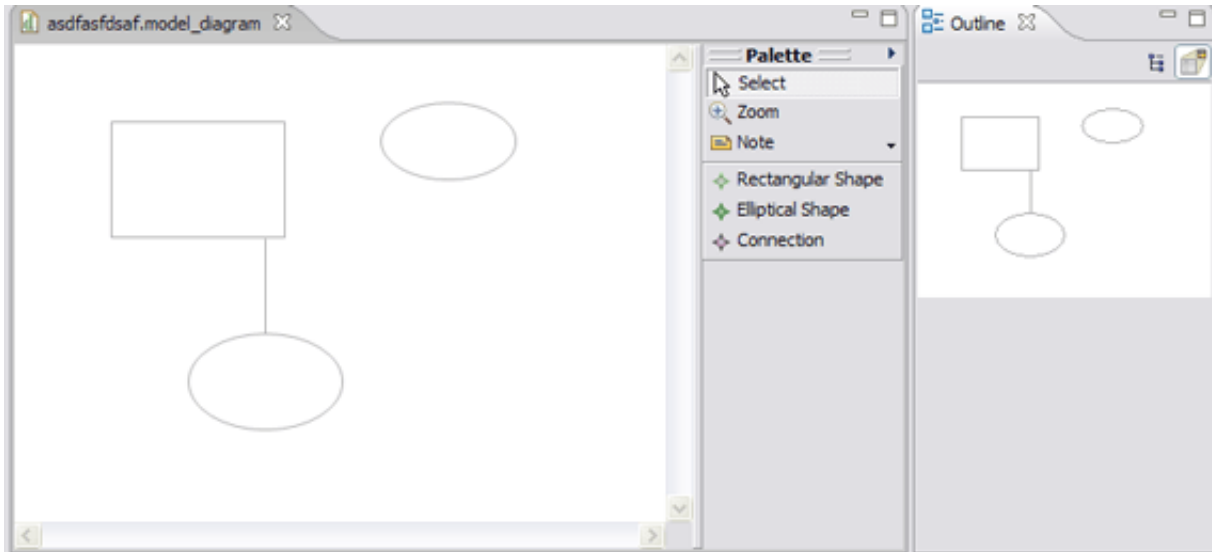 asdfasfdsaf.model_diagram
Palette
Select
Zoom
Note
Rectangular Shape
Elliptical Shape
Connection
Outline